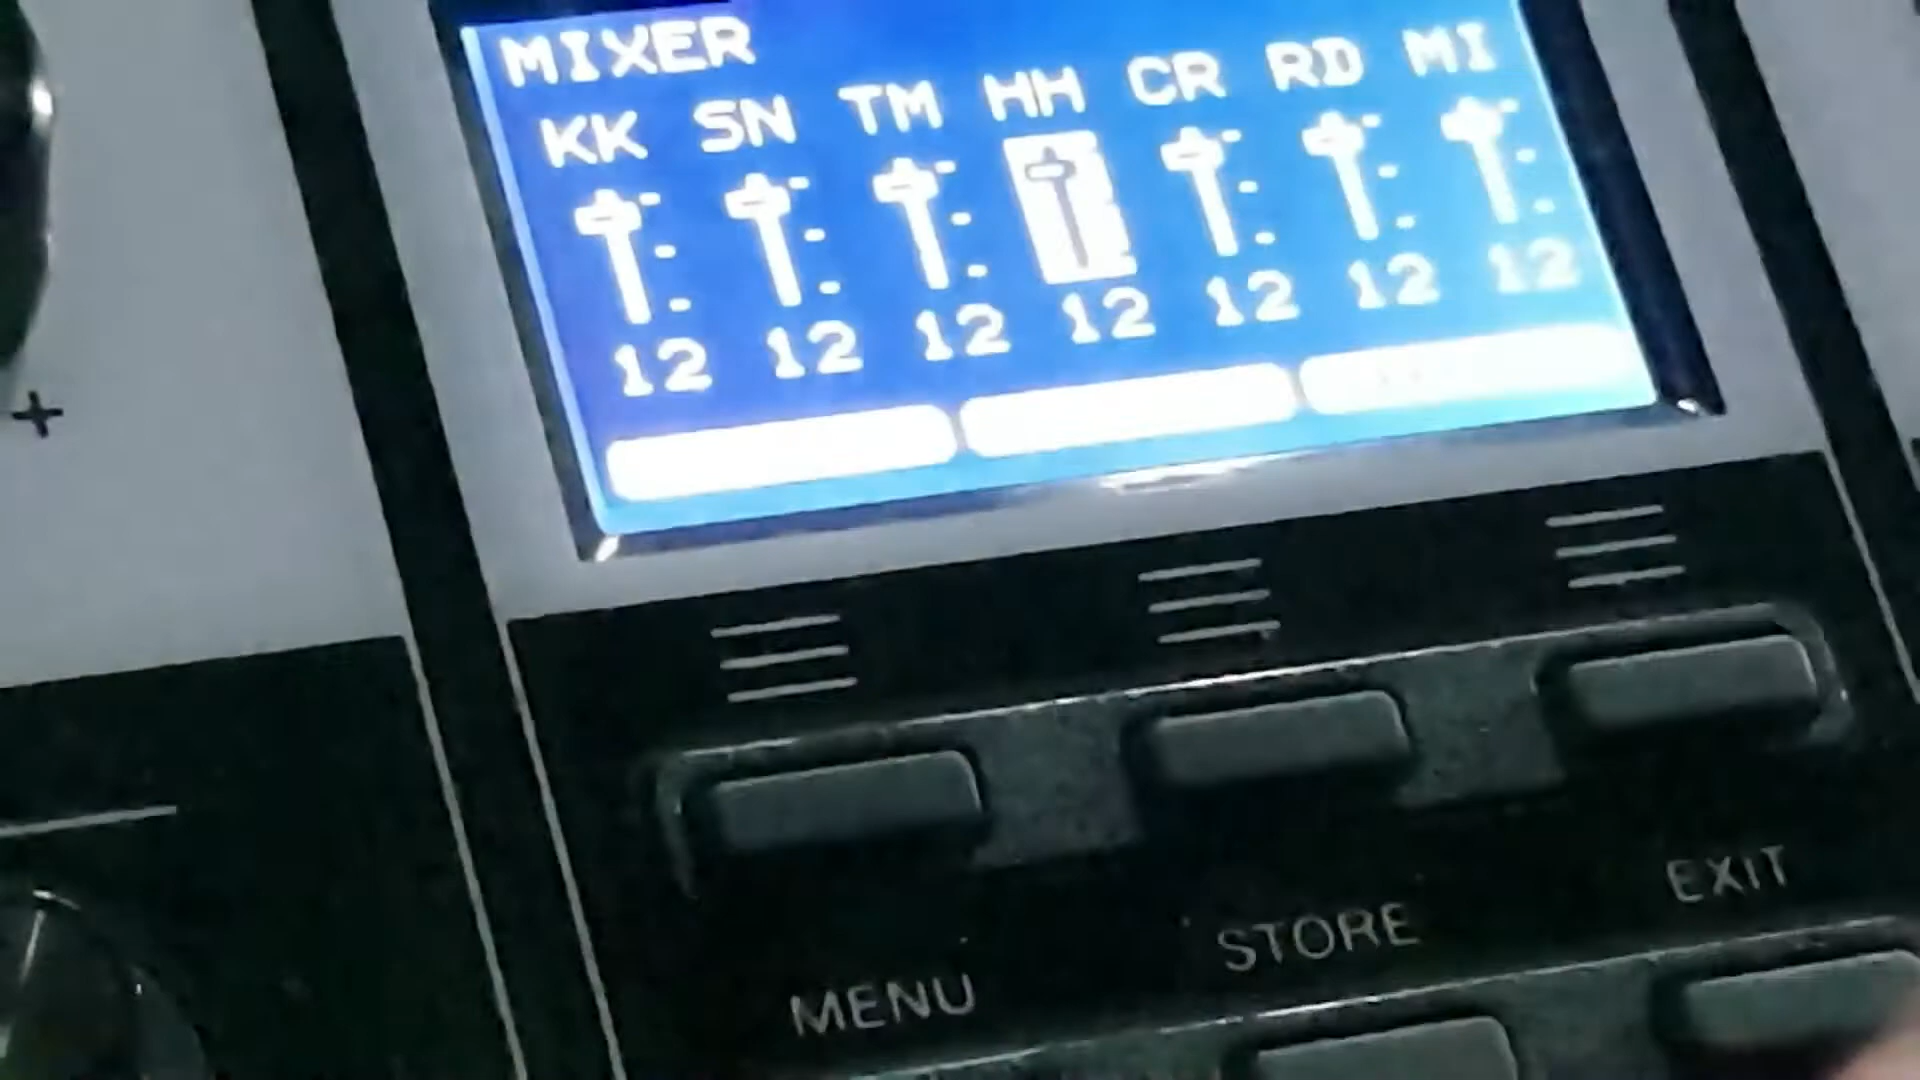 MIXER
KK SN TM HH CR RD MI
12 12 12 12 12 12 12
+
MENU STORE EXIT